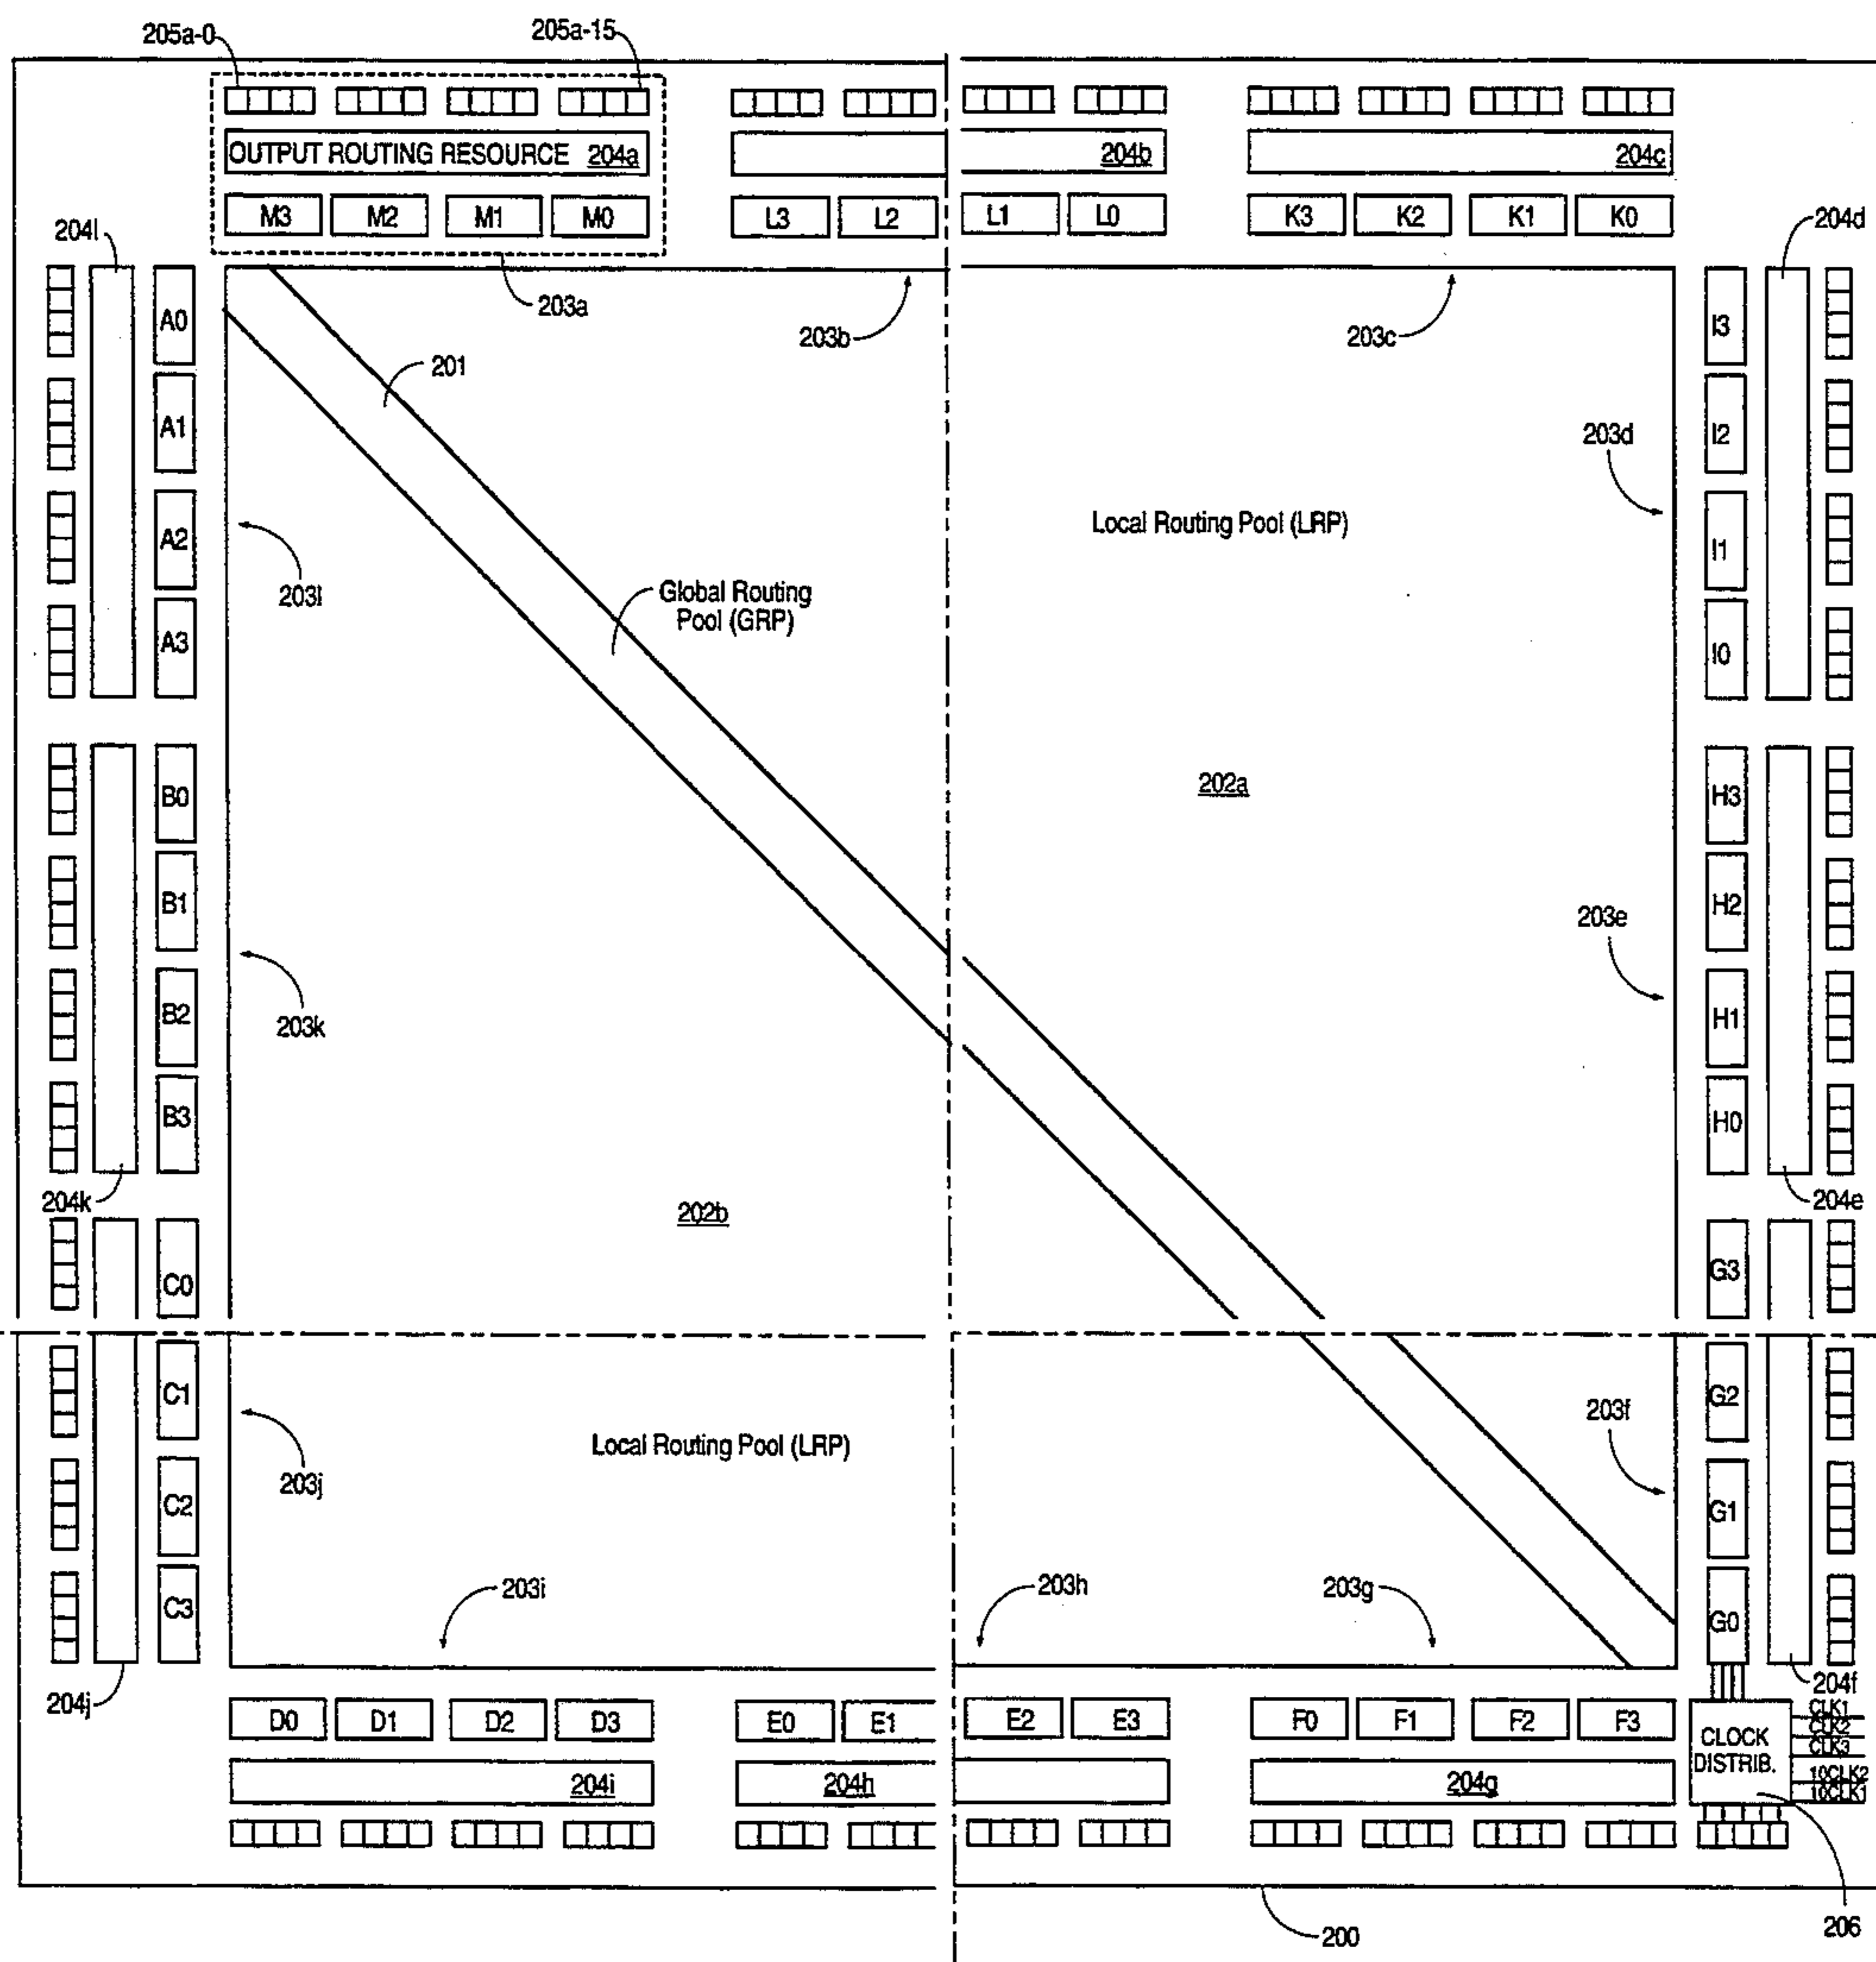 205a-0
205a-15
OUTPUT ROUTING RESOURCE 204a
204b
204c
M3 M2 M1 M0 L3 L2 L1 L0 K3 K2 K1 K0
204l
204d
203a
203b
203c
A0
A1
A2
A3
I3
I2
I1
I0
201
203d
Local Routing Pool (LRP)
203l
Global Routing
Pool (GRP)
202a
B0
B1
B2
B3
H3
H2
H1
H0
203e
203k
204k
202b
204e
C0
G3
C1
C2
C3
G2
G1
G0
203f
Local Routing Pool (LRP)
203j
203i
203h
203g
204j
204f
D0 D1 D2 D3 E0 E1 E2 E3 F0 F1 F2 F3
CLOCK
DISTRIB.
CLK1
CLK2
CLK3
10CLK2
10CLK1
204i
204h
204g
200
206